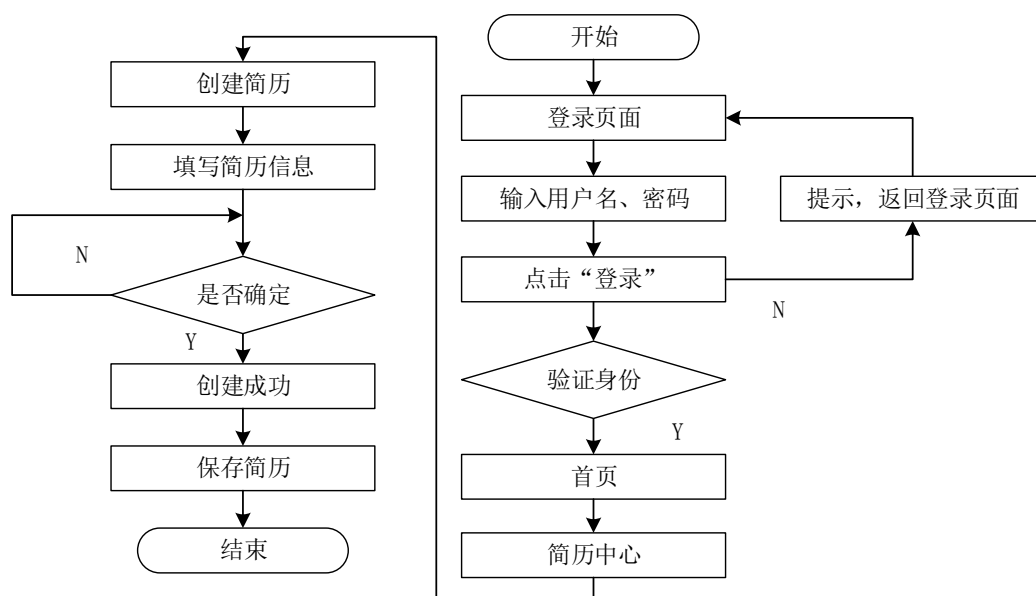 开始
登录页面
输入用户名、密码
提示，返回登录页面
点击“登录”
N
验证身份
Y
首页
简历中心
创建简历
填写简历信息
N
是否确定
Y
创建成功
保存简历
结束